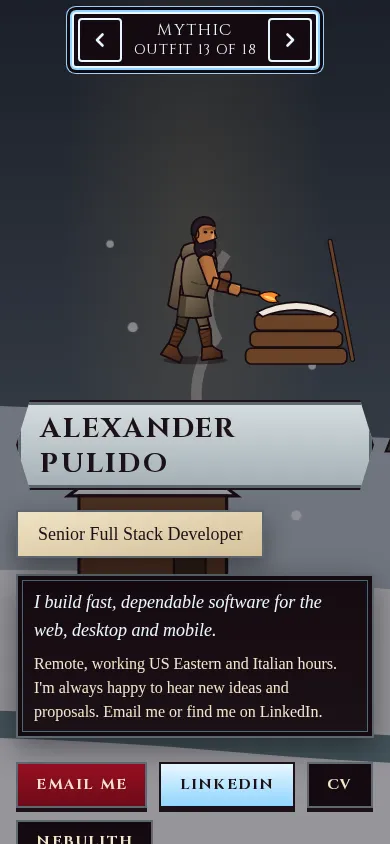 MYTHIC
OUTFIT 13 OF 18
ALEXANDER
PULIDO
Senior Full Stack Developer
I build fast, dependable software for the
web, desktop and mobile.
Remote, working US Eastern and Italian hours.
I'm always happy to hear new ideas and
proposals. Email me or find me on LinkedIn.
EMAIL ME
LINKEDIN
CV
NEBULITH